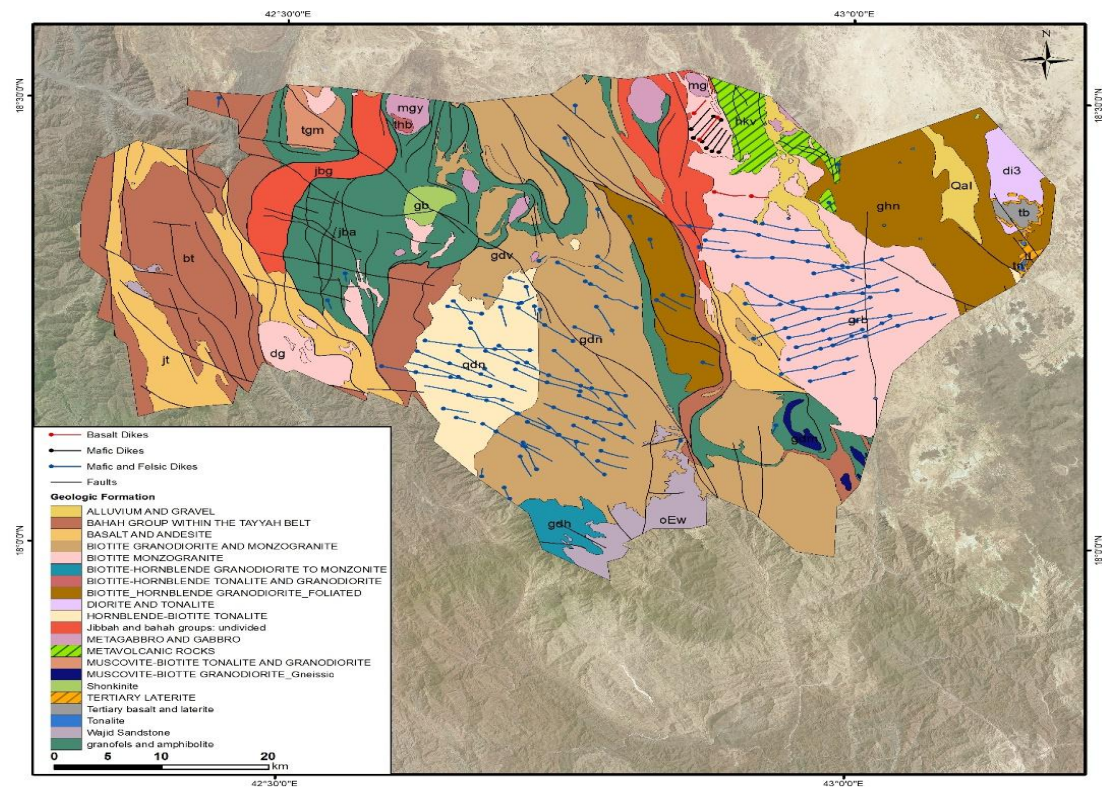 42°30'0"E 43°0'0"E
N
18°30'0"N 18°30'0"N
mgy
mg
thb
hkv
tgm
jbg
di3
Qal
ghn
gb
tb
jba
gdv
bt
grb
gdn
dg
gdn
jt
gdm
oEw
gdh
18°0'0"N 18°0'0"N
Basalt Dikes
Mafic Dikes
Mafic and Felsic Dikes
Faults
Geologic Formation
ALLUVIUM AND GRAVEL
BAHAH GROUP WITHIN THE TAYYAH BELT
BASALT AND ANDESITE
BIOTITE GRANODIORITE AND MONZOGRANITE
BIOTITE MONZOGRANITE
BIOTITE-HORNBLENDE GRANODIORITE TO MONZONITE
BIOTITE-HORNBLENDE TONALITE AND GRANODIORITE
BIOTITE_HORNBLENDE GRANODIORITE_FOLIATED
DIORITE AND TONALITE
HORNBLENDE-BIOTITE TONALITE
Jibbah and bahah groups: undivided
METAGABBRO AND GABBRO
METAVOLCANIC ROCKS
MUSCOVITE-BIOTITE TONALITE AND GRANODIORITE
MUSCOVITE-BIOTTE GRANODIORITE_Gneissic
Shonkinite
TERTIARY LATERITE
Tertiary basalt and laterite
Tonalite
Wajid Sandstone
granofels and amphibolite
0 5 10 20
km
42°30'0"E 43°0'0"E